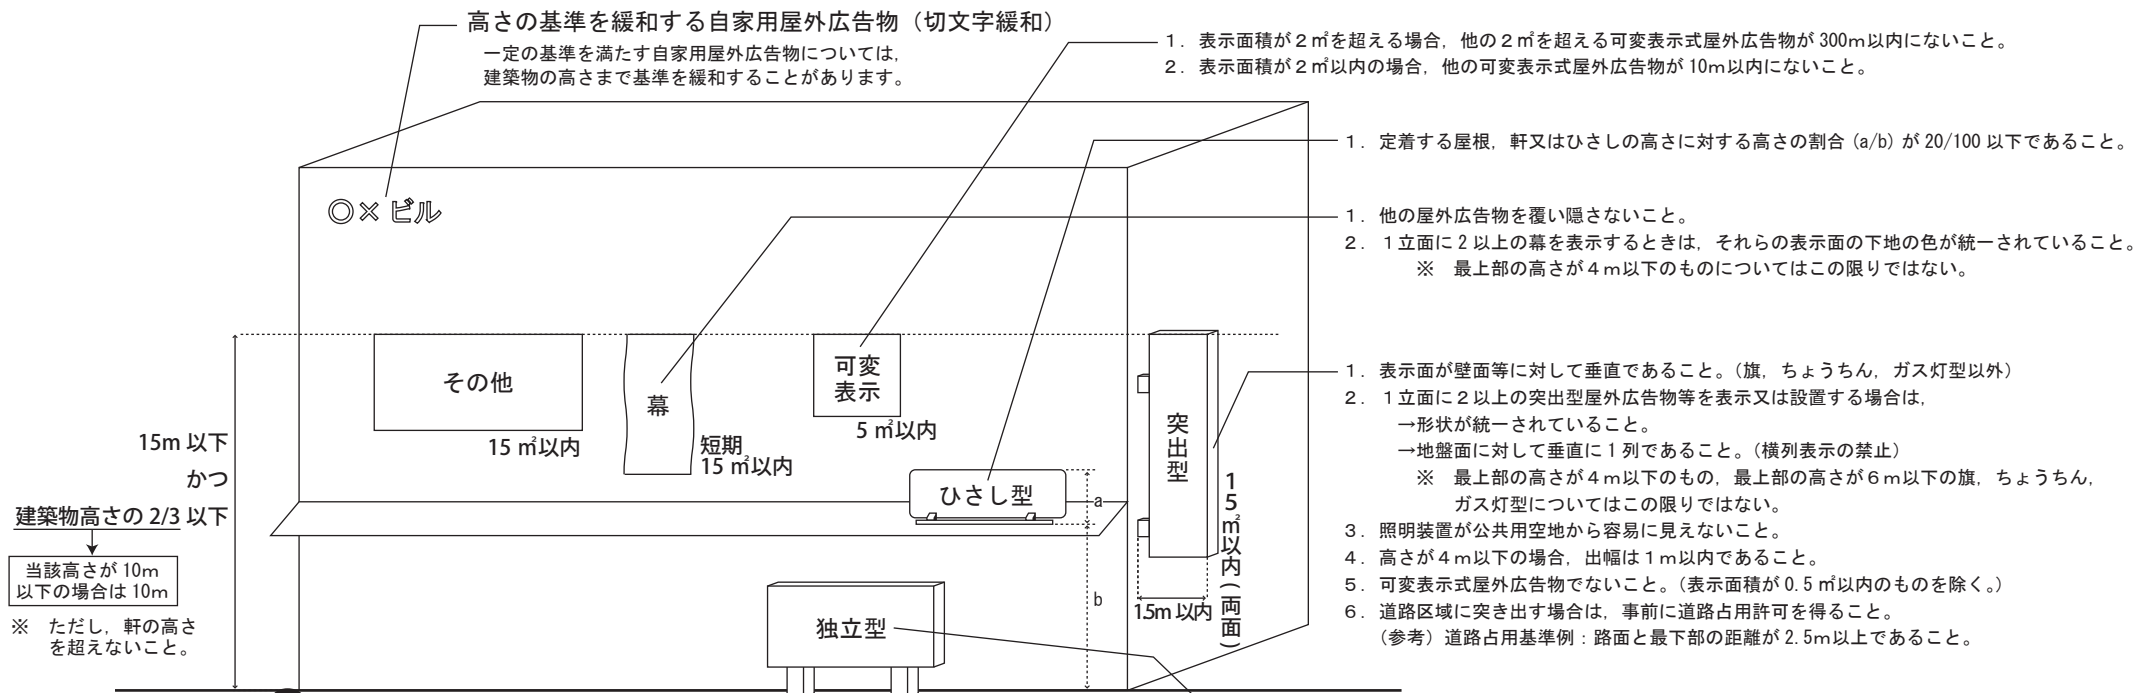 高さの基準を緩和する自家用屋外広告物（切文字緩和）
一定の基準を満たす自家用屋外広告物については，
建築物の高さまで基準を緩和することがあります。
１．表示面積が２㎡を超える場合，他の２㎡を超える可変表示式屋外広告物が 300ｍ以内にないこと。
２．表示面積が２㎡以内の場合，他の可変表示式屋外広告物が 10ｍ以内にないこと。
１．定着する屋根，軒又はひさしの高さに対する高さの割合 (a/b) が 20/100 以下であること。
◯× ビル
１．他の屋外広告物を覆い隠さないこと。
２．１立面に 2 以上の幕を表示するときは，それらの表示面の下地の色が統一されていること。
※　最上部の高さが４ｍ以下のものについてはこの限りではない。
その他
15 ㎡以内
幕
短期
15 ㎡以内
可変
表示
5 ㎡以内
ひさし型
a
b
突出型
15㎡以内(両面)
1.5m 以内
１．表示面が壁面等に対して垂直であること。（旗，ちょうちん，ガス灯型以外）
２．１立面に２以上の突出型屋外広告物等を表示又は設置する場合は，
→形状が統一されていること。
→地盤面に対して垂直に１列であること。（横列表示の禁止）
※　最上部の高さが４ｍ以下のもの，最上部の高さが６ｍ以下の旗，ちょうちん，
ガス灯型についてはこの限りではない。
３．照明装置が公共用空地から容易に見えないこと。
４．高さが４ｍ以下の場合，出幅は１ｍ以内であること。
５．可変表示式屋外広告物でないこと。（表示面積が 0.5 ㎡以内のものを除く。）
６．道路区域に突き出す場合は，事前に道路占用許可を得ること。
（参考）道路占用基準例：路面と最下部の距離が 2.5ｍ以上であること。
15m 以下
かつ
建築物高さの 2/3 以下
当該高さが 10ｍ
以下の場合は 10ｍ
※　ただし，軒の高さ
を超えないこと。
独立型